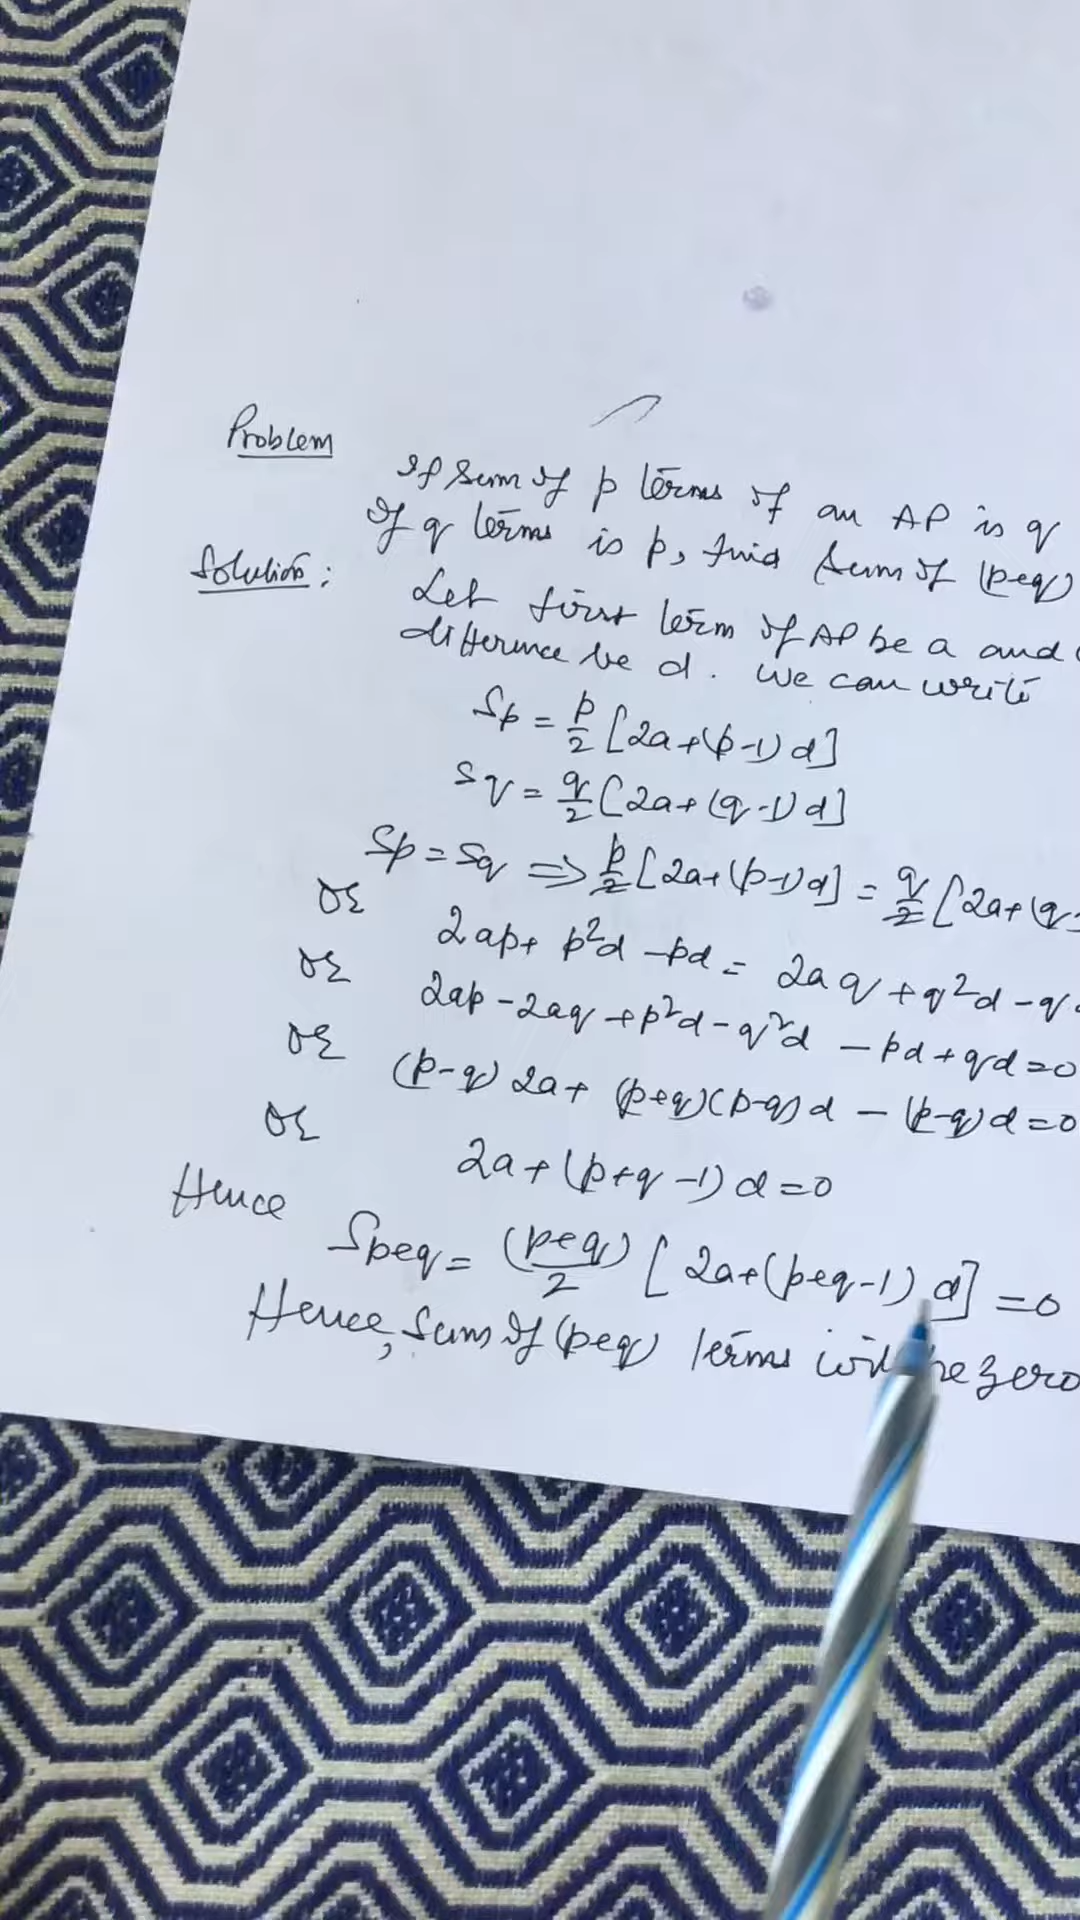 Problem
If Sum of p terms of an AP is q
of q terms is p, find Sum of (p+q)
Solution :
Let first term of AP be a and
difference be d. We can write
Sp = p/2 [2a+(p-1)d]
Sq = q/2 [2a+(q-1)d]
Sp = Sq ⇒ p/2 [2a+(p-1)d] = q/2 [2a+(q-
or 2ap + p²d - pd = 2aq + q²d - q
or 2ap - 2aq + p²d - q²d - pd + qd = 0
or (p-q) 2a + (p+q)(p-q)d - (p-q)d = 0
or 2a + (p+q-1)d = 0
Hence Sp+q = (p+q)/2 [2a+(p+q-1)d] = 0
Hence, Sum of (p+q) terms will be zero